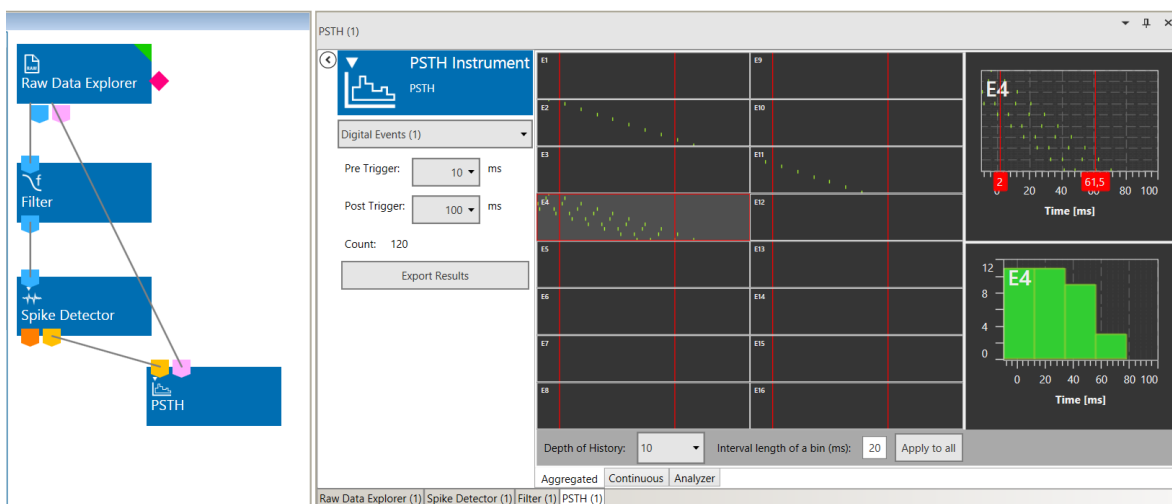 RAW
Raw Data Explorer
f
Filter
Spike Detector
PSTH
PSTH (1)
PSTH Instrument
PSTH
Digital Events (1)
Pre Trigger: 10 ms
Post Trigger: 100 ms
Count: 120
Export Results
E1
E2
E3
E4
E5
E6
E7
E8
E9
E10
E11
E12
E13
E14
E15
E16
E4
2 61,5
0 20 40 60 80 100
Time [ms]
E4
12
8
4
0
0 20 40 60 80 100
Time [ms]
Depth of History: 10 Interval length of a bin (ms): 20 Apply to all
Aggregated Continuous Analyzer
Raw Data Explorer (1) Spike Detector (1) Filter (1) PSTH (1)